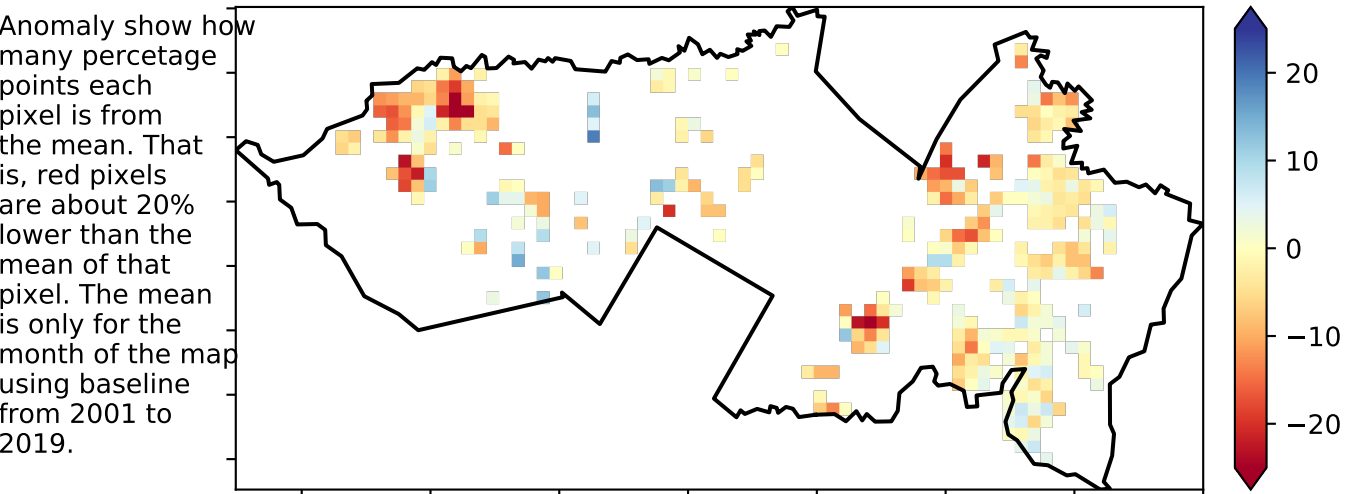 Anomaly show how
many percetage
points each
pixel is from
the mean. That
is, red pixels
are about 20%
lower than the
mean of that
pixel. The mean
is only for the
month of the map
using baseline
from 2001 to
2019.
20
10
0
−10
−20